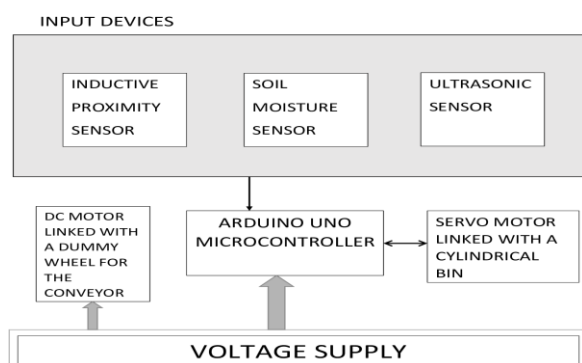 INPUT DEVICES
INDUCTIVE
PROXIMITY
SENSOR
SOIL
MOISTURE
SENSOR
ULTRASONIC
SENSOR
DC MOTOR
LINKED WITH
A DUMMY
WHEEL FOR
THE
CONVEYOR
ARDUINO UNO
MICROCONTROLLER
SERVO MOTOR
LINKED WITH A
CYLINDRICAL
BIN
VOLTAGE SUPPLY